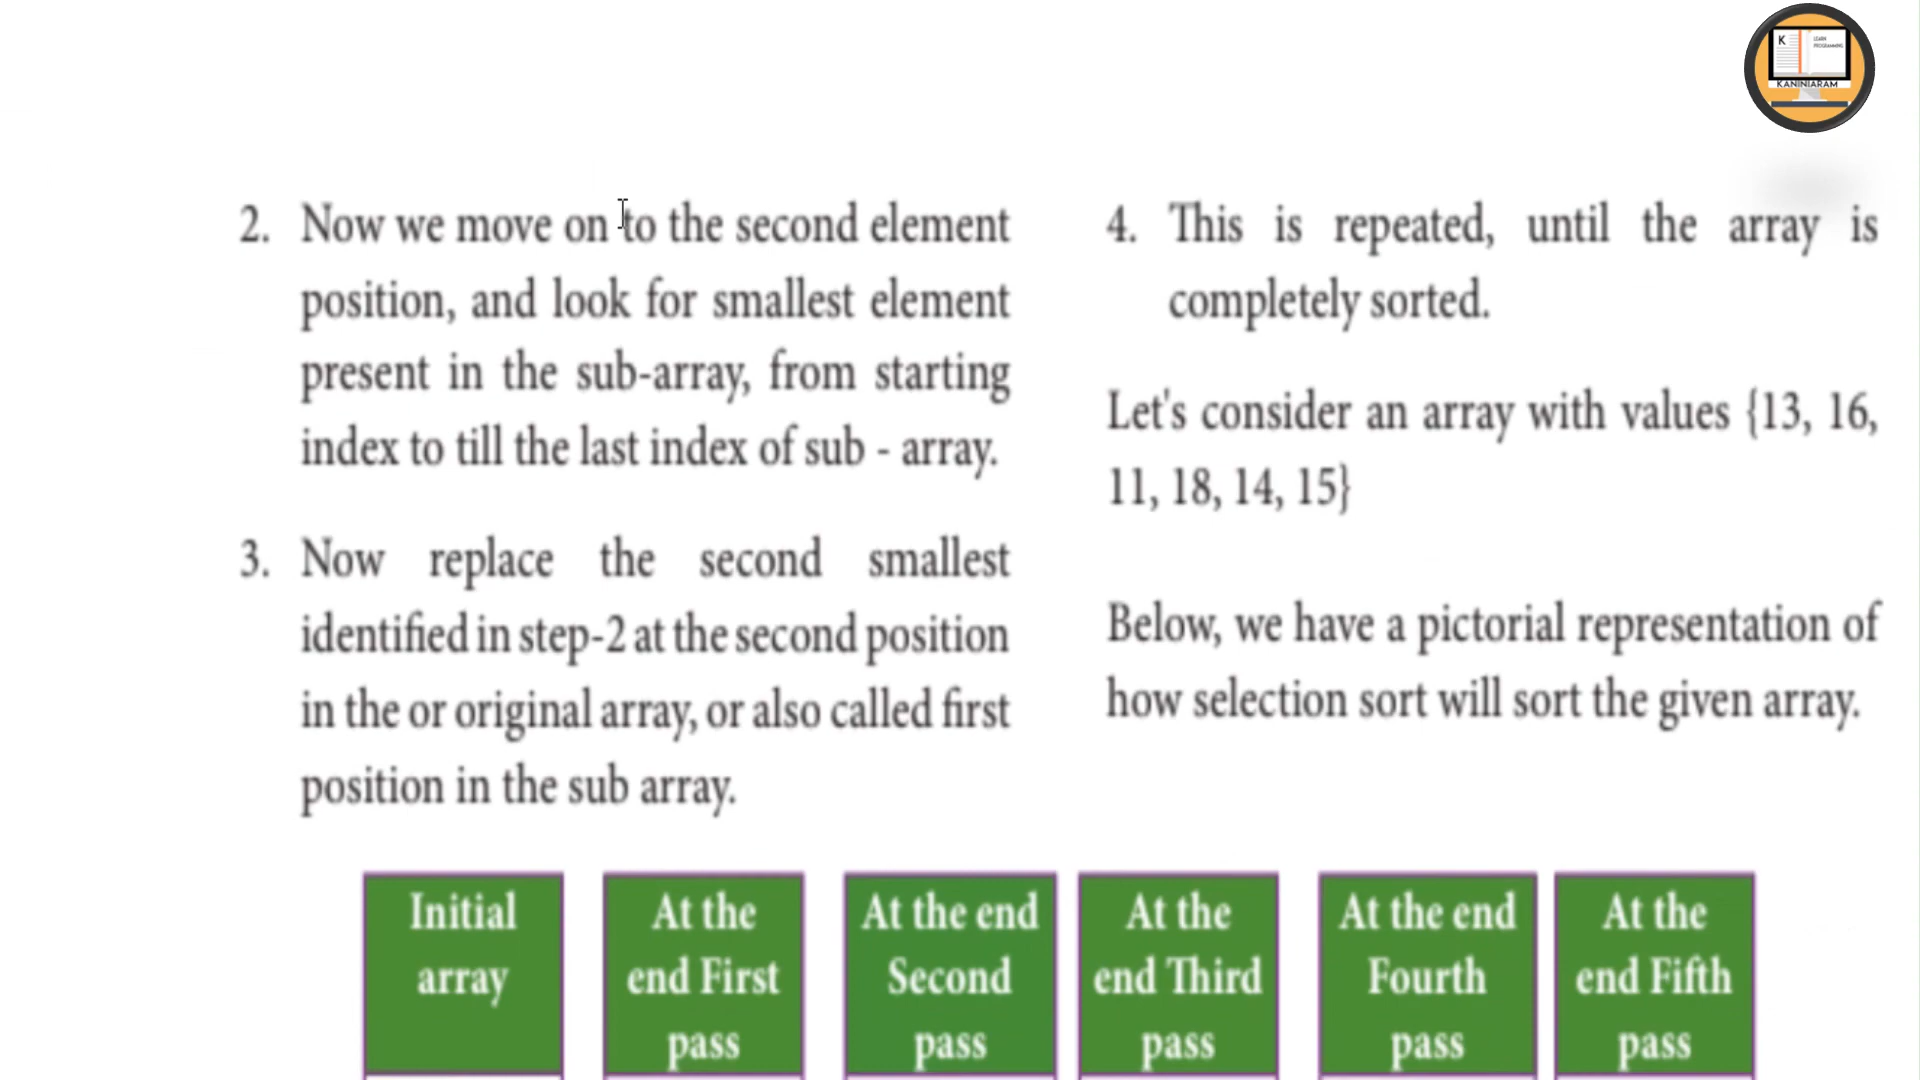 K
LEARN
PROGRAMMING
KANINIARAM
2. Now we move on to the second element
position, and look for smallest element
present in the sub-array, from starting
index to till the last index of sub - array.
3. Now replace the second smallest
identified in step-2 at the second position
in the or original array, or also called first
position in the sub array.
4. This is repeated, until the array is
completely sorted.
Let's consider an array with values {13, 16,
11, 18, 14, 15}
Below, we have a pictorial representation of
how selection sort will sort the given array.
Initial
array
At the
end First
pass
At the end
Second
pass
At the
end Third
pass
At the end
Fourth
pass
At the
end Fifth
pass